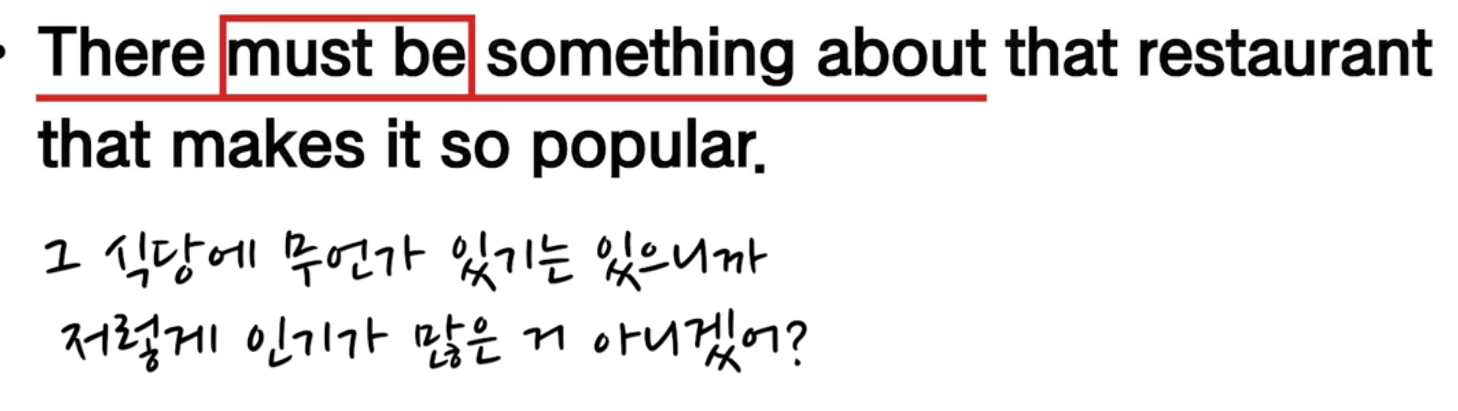 • There must be something about that restaurant
that makes it so popular.
그 식당에 무언가 있기는 있으니까
저렇게 인기가 많은 거 아니겠어?